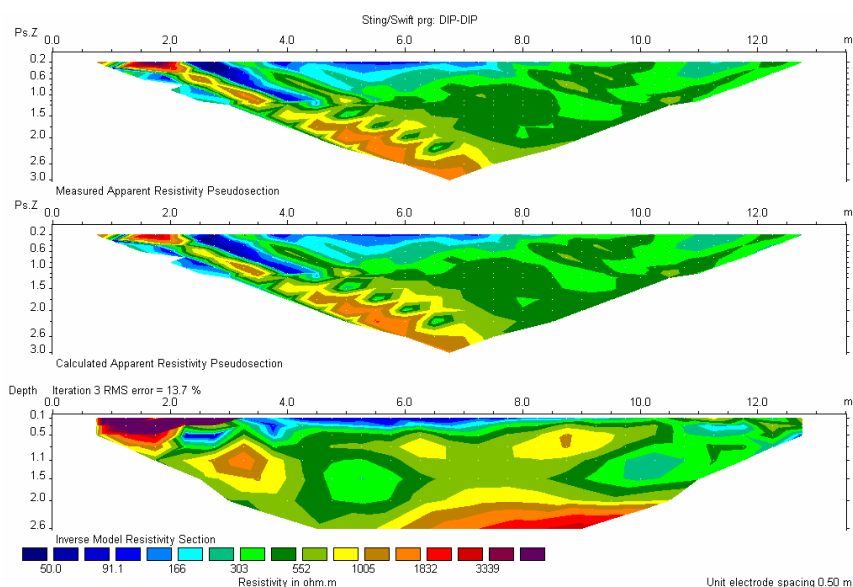 Sting/Swift prg: DIP-DIP
Ps.Z 0.0 2.0 4.0 6.0 8.0 10.0 12.0 m
0.2
0.6
1.0
1.5
2.0
2.6
3.0
Measured Apparent Resistivity Pseudosection
Ps.Z 0.0 2.0 4.0 6.0 8.0 10.0 12.0 m
0.2
0.6
1.0
1.5
2.0
2.6
3.0
Calculated Apparent Resistivity Pseudosection
Depth Iteration 3 RMS error = 13.7 %
0.0 2.0 4.0 6.0 8.0 10.0 12.0 m
0.1
0.5
1.1
1.5
2.0
2.6
Inverse Model Resistivity Section
50.0 91.1 166 303 552 1005 1832 3339
Resistivity in ohm.m Unit electrode spacing 0.50 m